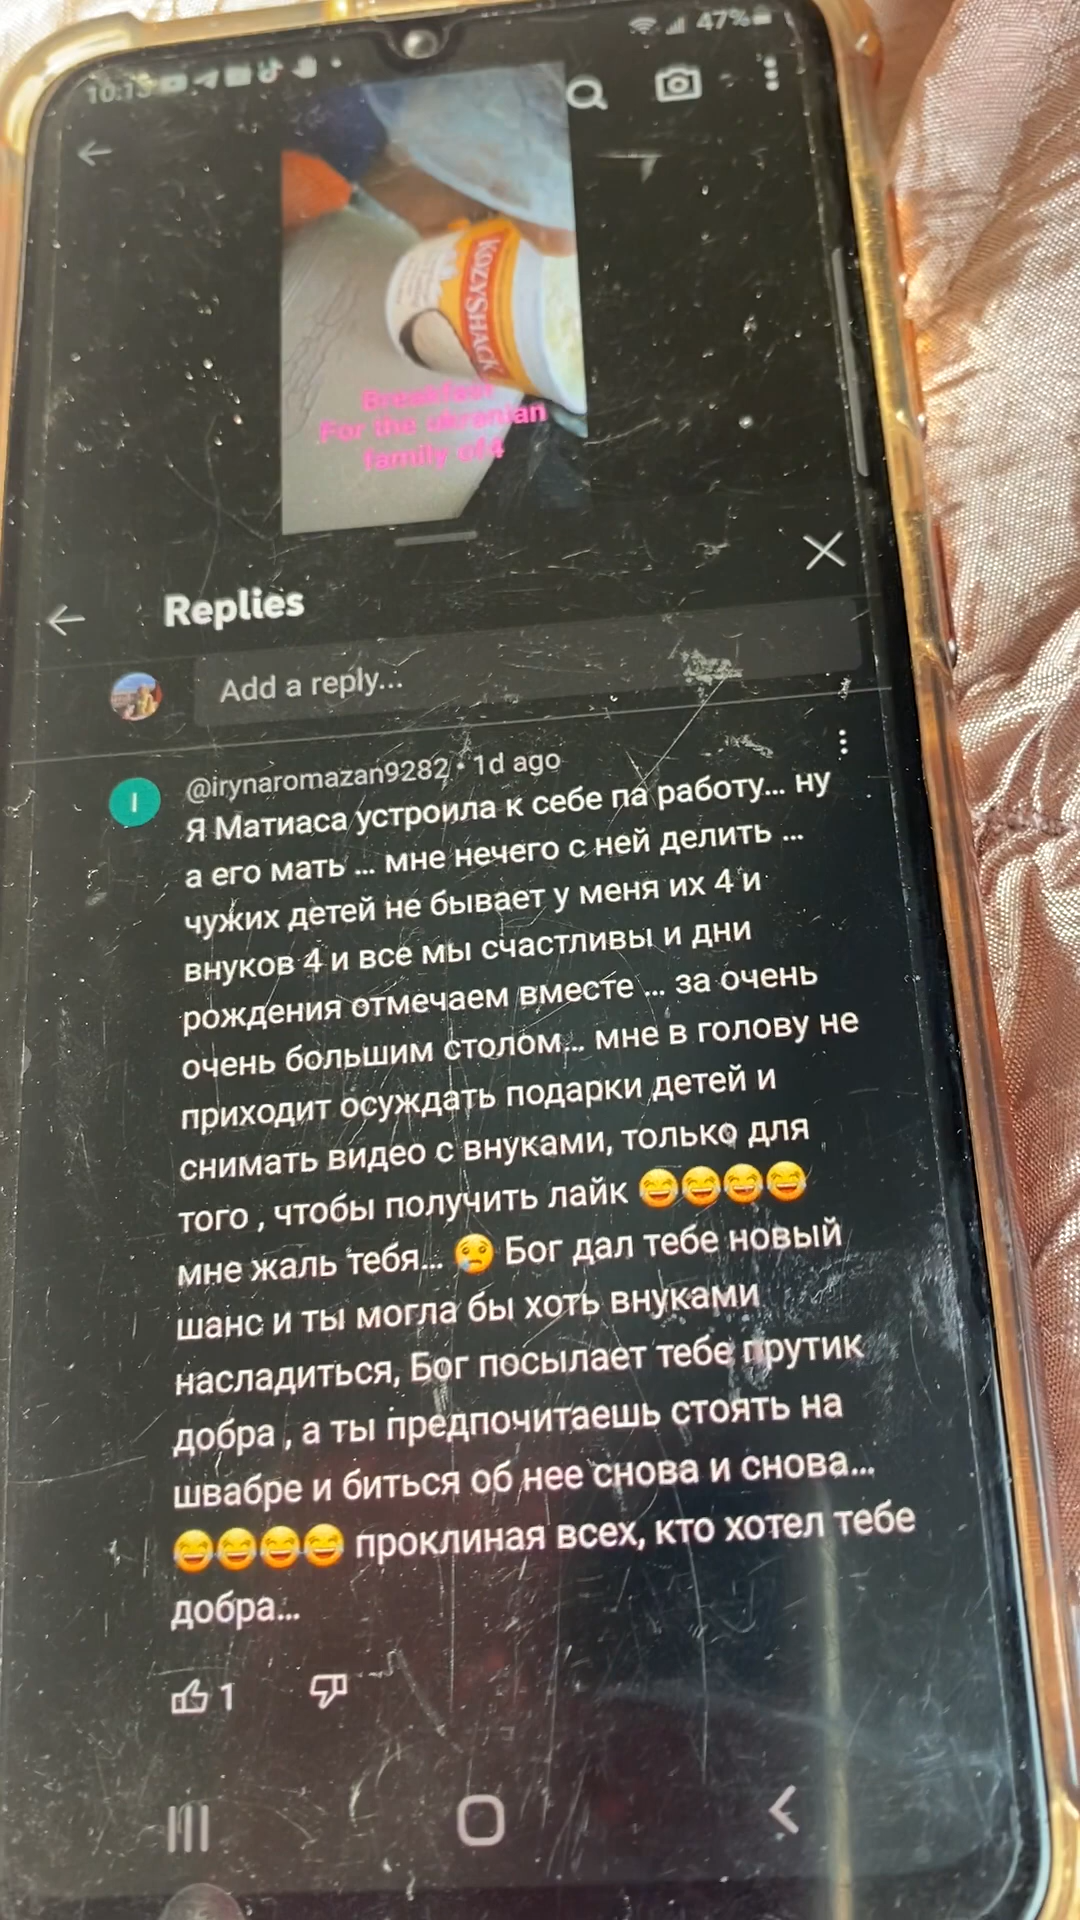 47%
KOZYSHACK
For the ukranian
family of 4
Replies
Add a reply...
I
@irynaromazan9282 • 1d ago
Я Матиаса устроила к себе па работу... ну
а его мать ... мне нечего с ней делить ...
чужих детей не бывает у меня их 4 и
внуков 4 и все мы счастливы и дни
рождения отмечаем вместе ... за очень
очень большим столом... мне в голову не
приходит осуждать подарки детей и
снимать видео с внуками, только для
того , чтобы получить лайк 😂😂😂😂
мне жаль тебя... 😢 Бог дал тебе новый
шанс и ты могла бы хоть внуками
насладиться, Бог посылает тебе прутик
добра , а ты предпочитаешь стоять на
швабре и биться об нее снова и снова...
😂😂😂😂 проклиная всех, кто хотел тебе
добра...
1